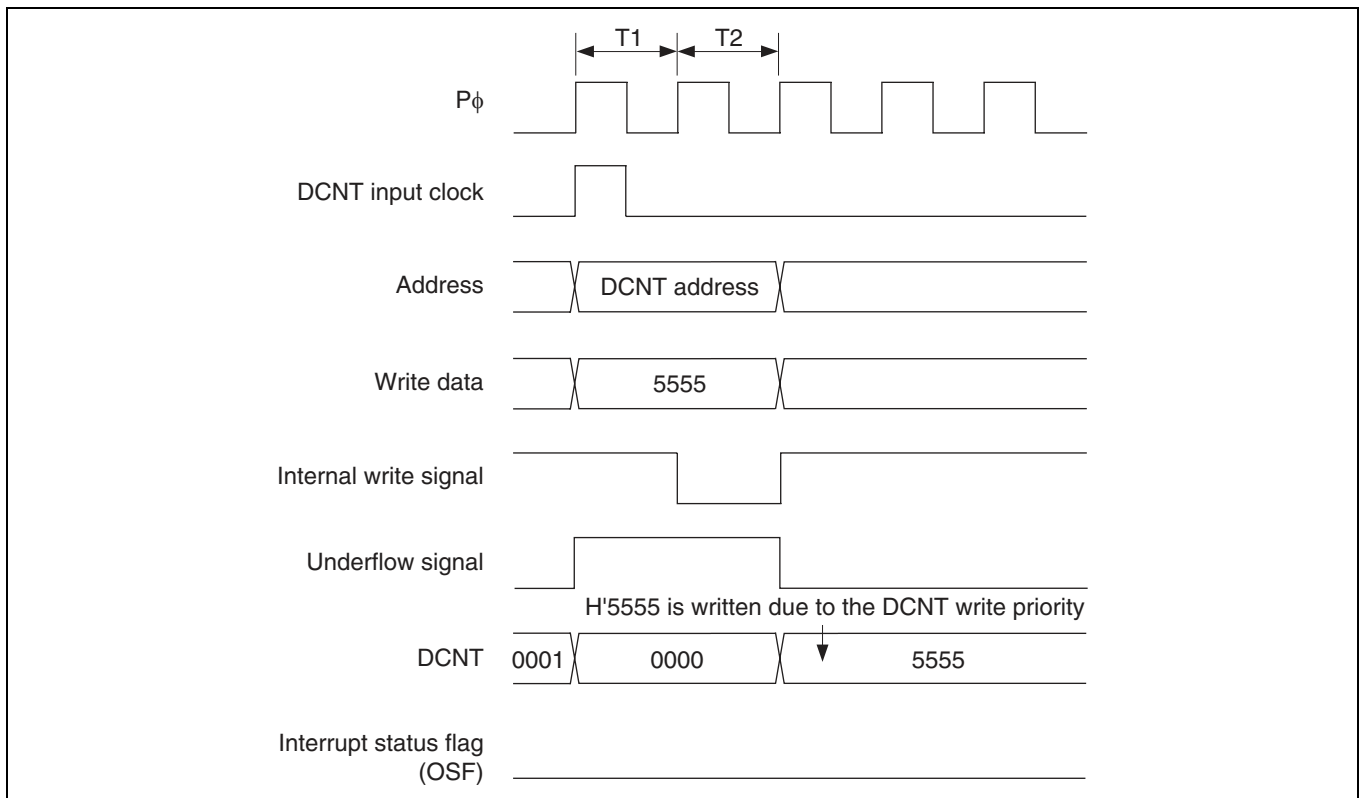 T1 T2
Pϕ
DCNT input clock
Address DCNT address
Write data 5555
Internal write signal
Underflow signal
H'5555 is written due to the DCNT write priority
DCNT 0001 0000 5555
Interrupt status flag
(OSF)